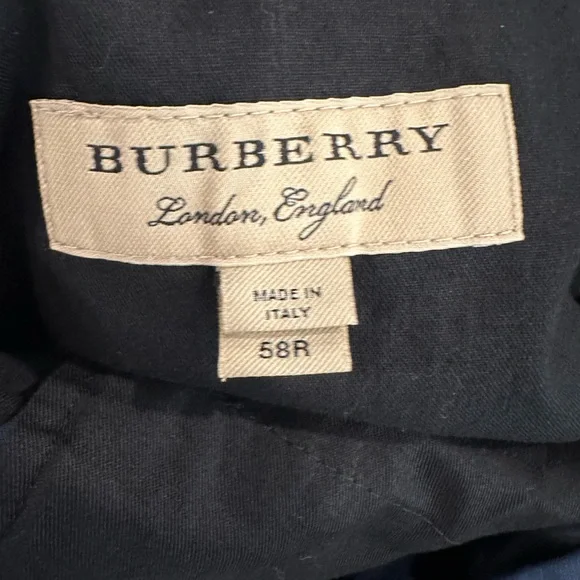 BURBERRY
London, England
MADE IN
ITALY
58R